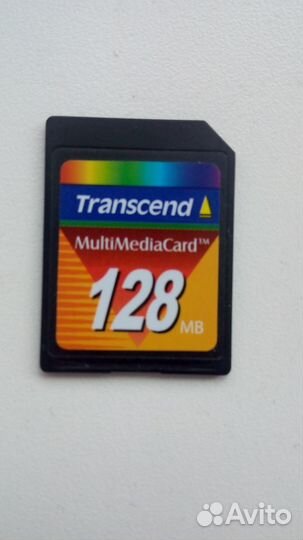 Transcend
MultiMediaCard™
128 MB
Avito